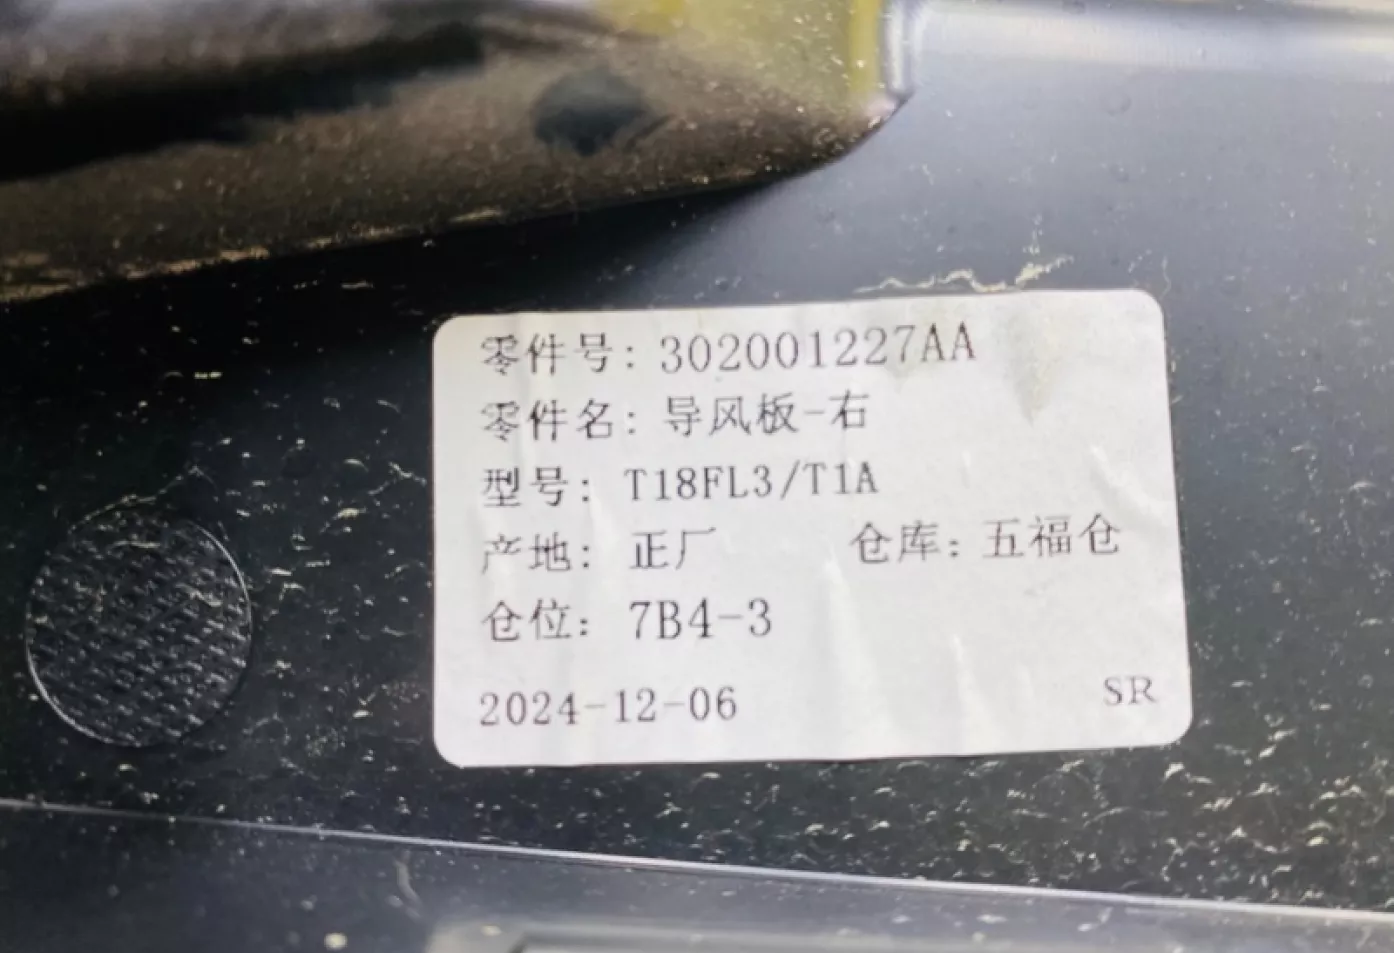 零件号: 302001227AA
零件名: 导风板-右
型号: T18FL3/T1A
产地: 正厂 仓库: 五福仓
仓位: 7B4-3
2024-12-06 SR